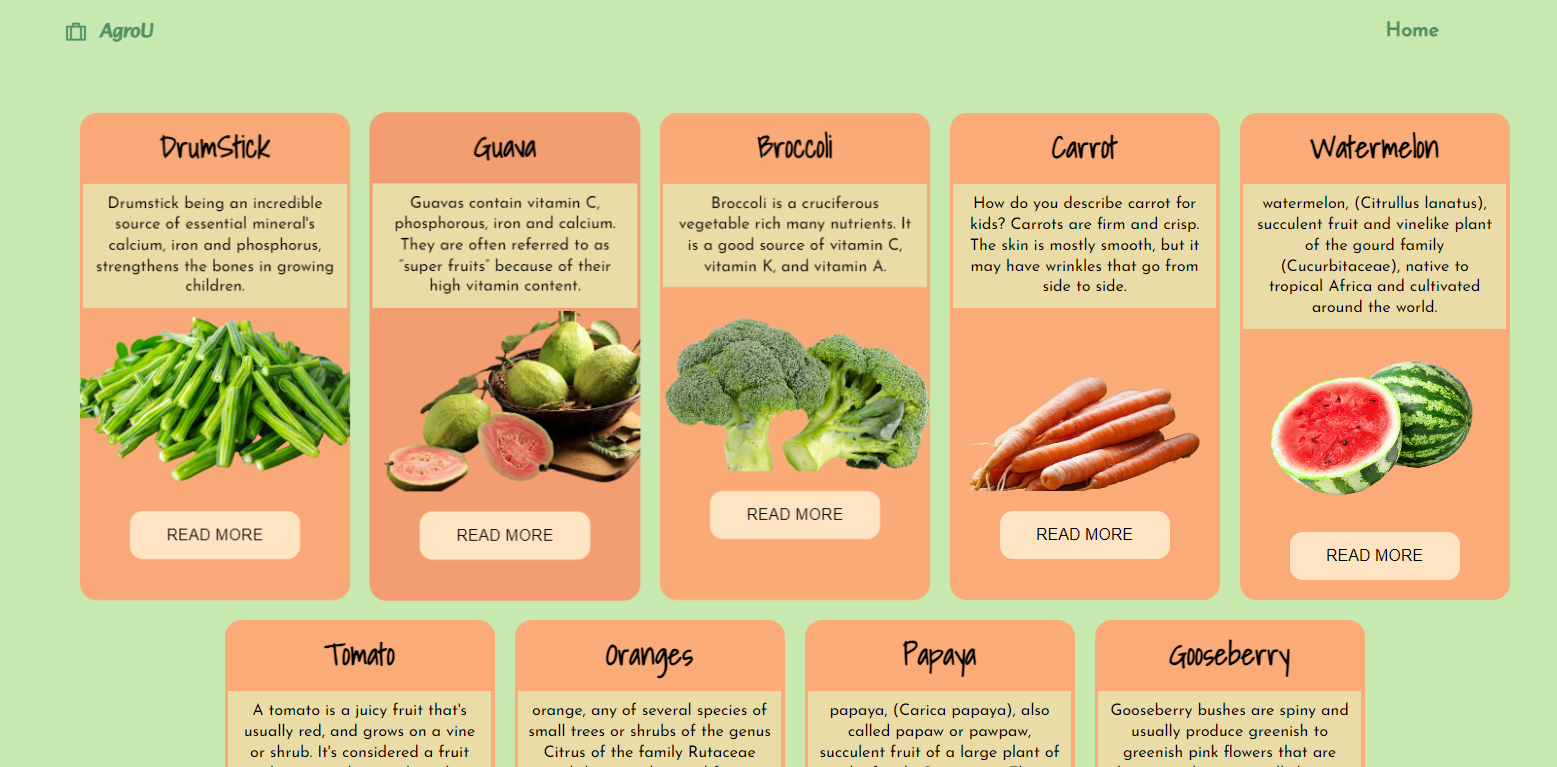 AgroU
Home
DrumStick
Drumstick being an incredible
source of essential mineral's
calcium, iron and phosphorus,
strengthens the bones in growing
children.
READ MORE
Guava
Guavas contain vitamin C,
phosphorous, iron and calcium.
They are often referred to as
“super fruits” because of their
high vitamin content.
READ MORE
Broccoli
Broccoli is a cruciferous
vegetable rich many nutrients. It
is a good source of vitamin C,
vitamin K, and vitamin A.
READ MORE
Carrot
How do you describe carrot for
kids? Carrots are firm and crisp.
The skin is mostly smooth, but it
may have wrinkles that go from
side to side.
READ MORE
Watermelon
watermelon, (Citrullus lanatus),
succulent fruit and vinelike plant
of the gourd family
(Cucurbitaceae), native to
tropical Africa and cultivated
around the world.
READ MORE
Tomato
A tomato is a juicy fruit that's
usually red, and grows on a vine
or shrub. It's considered a fruit
Oranges
orange, any of several species of
small trees or shrubs of the genus
Citrus of the family Rutaceae
Papaya
papaya, (Carica papaya), also
called papaw or pawpaw,
succulent fruit of a large plant of
Gooseberry
Gooseberry bushes are spiny and
usually produce greenish to
greenish pink flowers that are